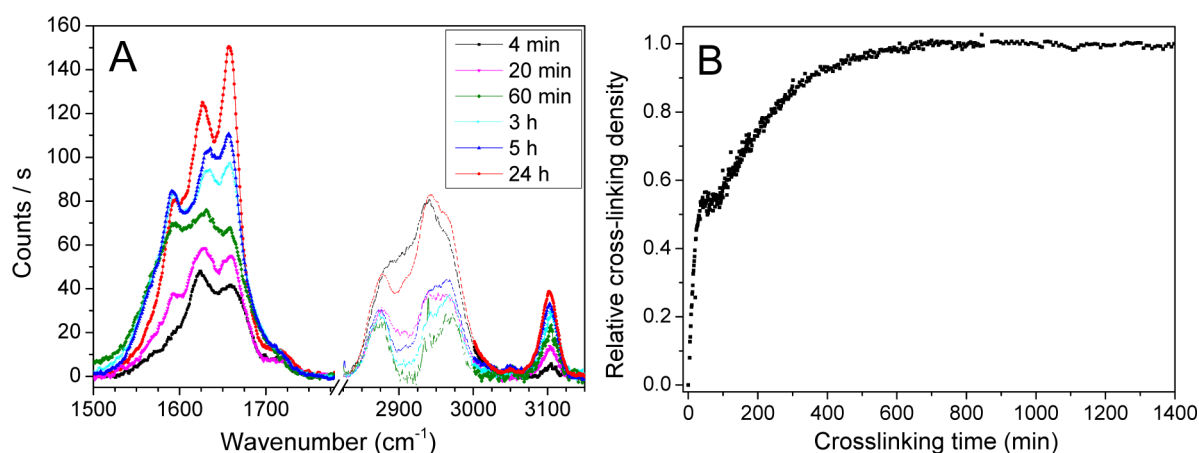 A
160
140
120
100
80
60
40
20
0
Counts / s
1500
1600
1700
2900
3000
3100
Wavenumber (cm⁻¹)
4 min
20 min
60 min
3 h
5 h
24 h
B
1.0
0.8
0.6
0.4
0.2
0.0
Relative cross-linking density
0
200
400
600
800
1000
1200
1400
Crosslinking time (min)